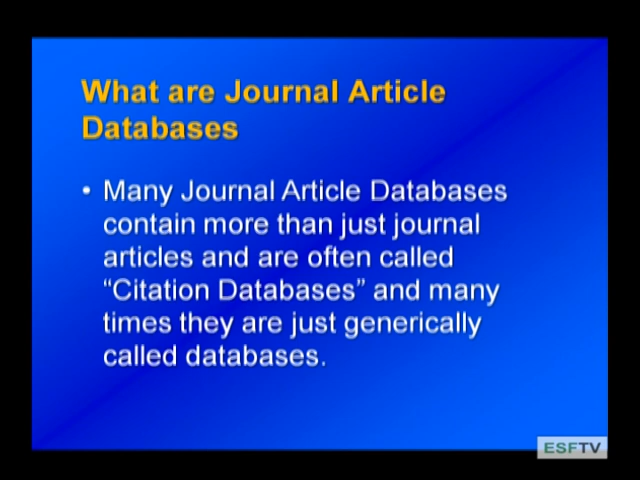 What are Journal Article
Databases
• Many Journal Article Databases
contain more than just journal
articles and are often called
“Citation Databases” and many
times they are just generically
called databases.
ESFTV